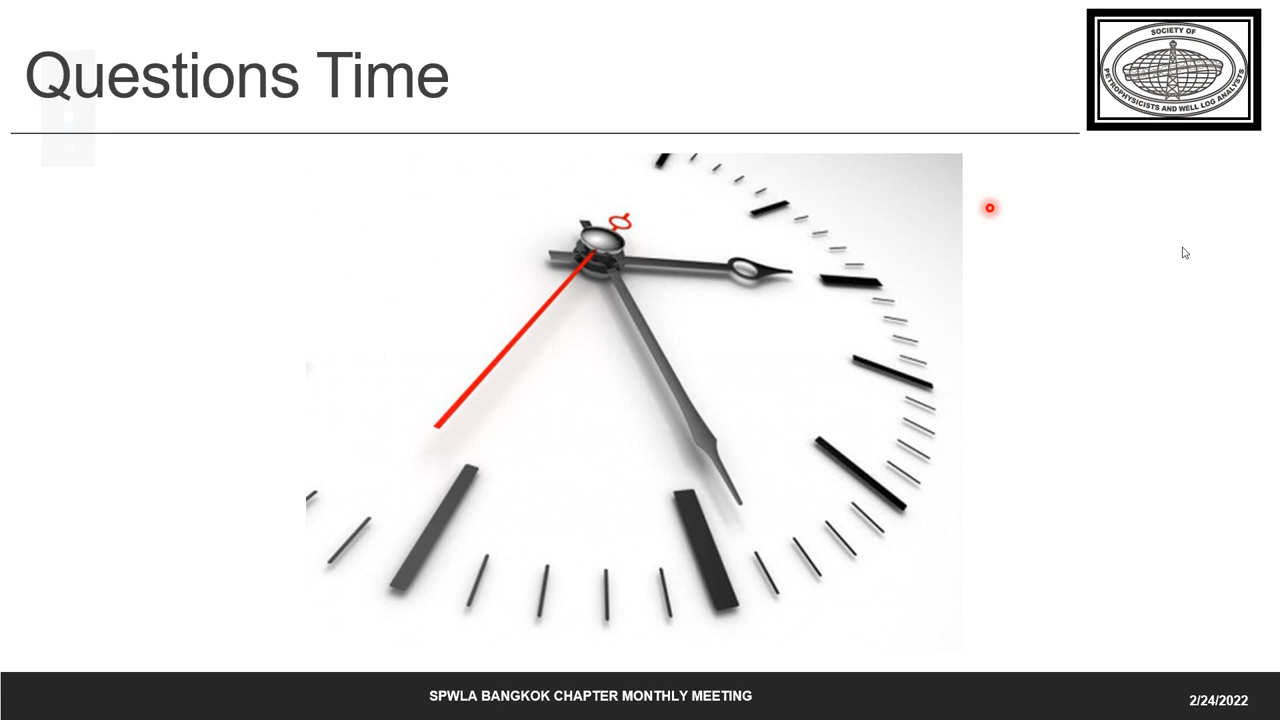 Questions Time
SOCIETY OF
PETROPHYSICISTS AND WELL LOG ANALYSTS
SPWLA BANGKOK CHAPTER MONTHLY MEETING
2/24/2022